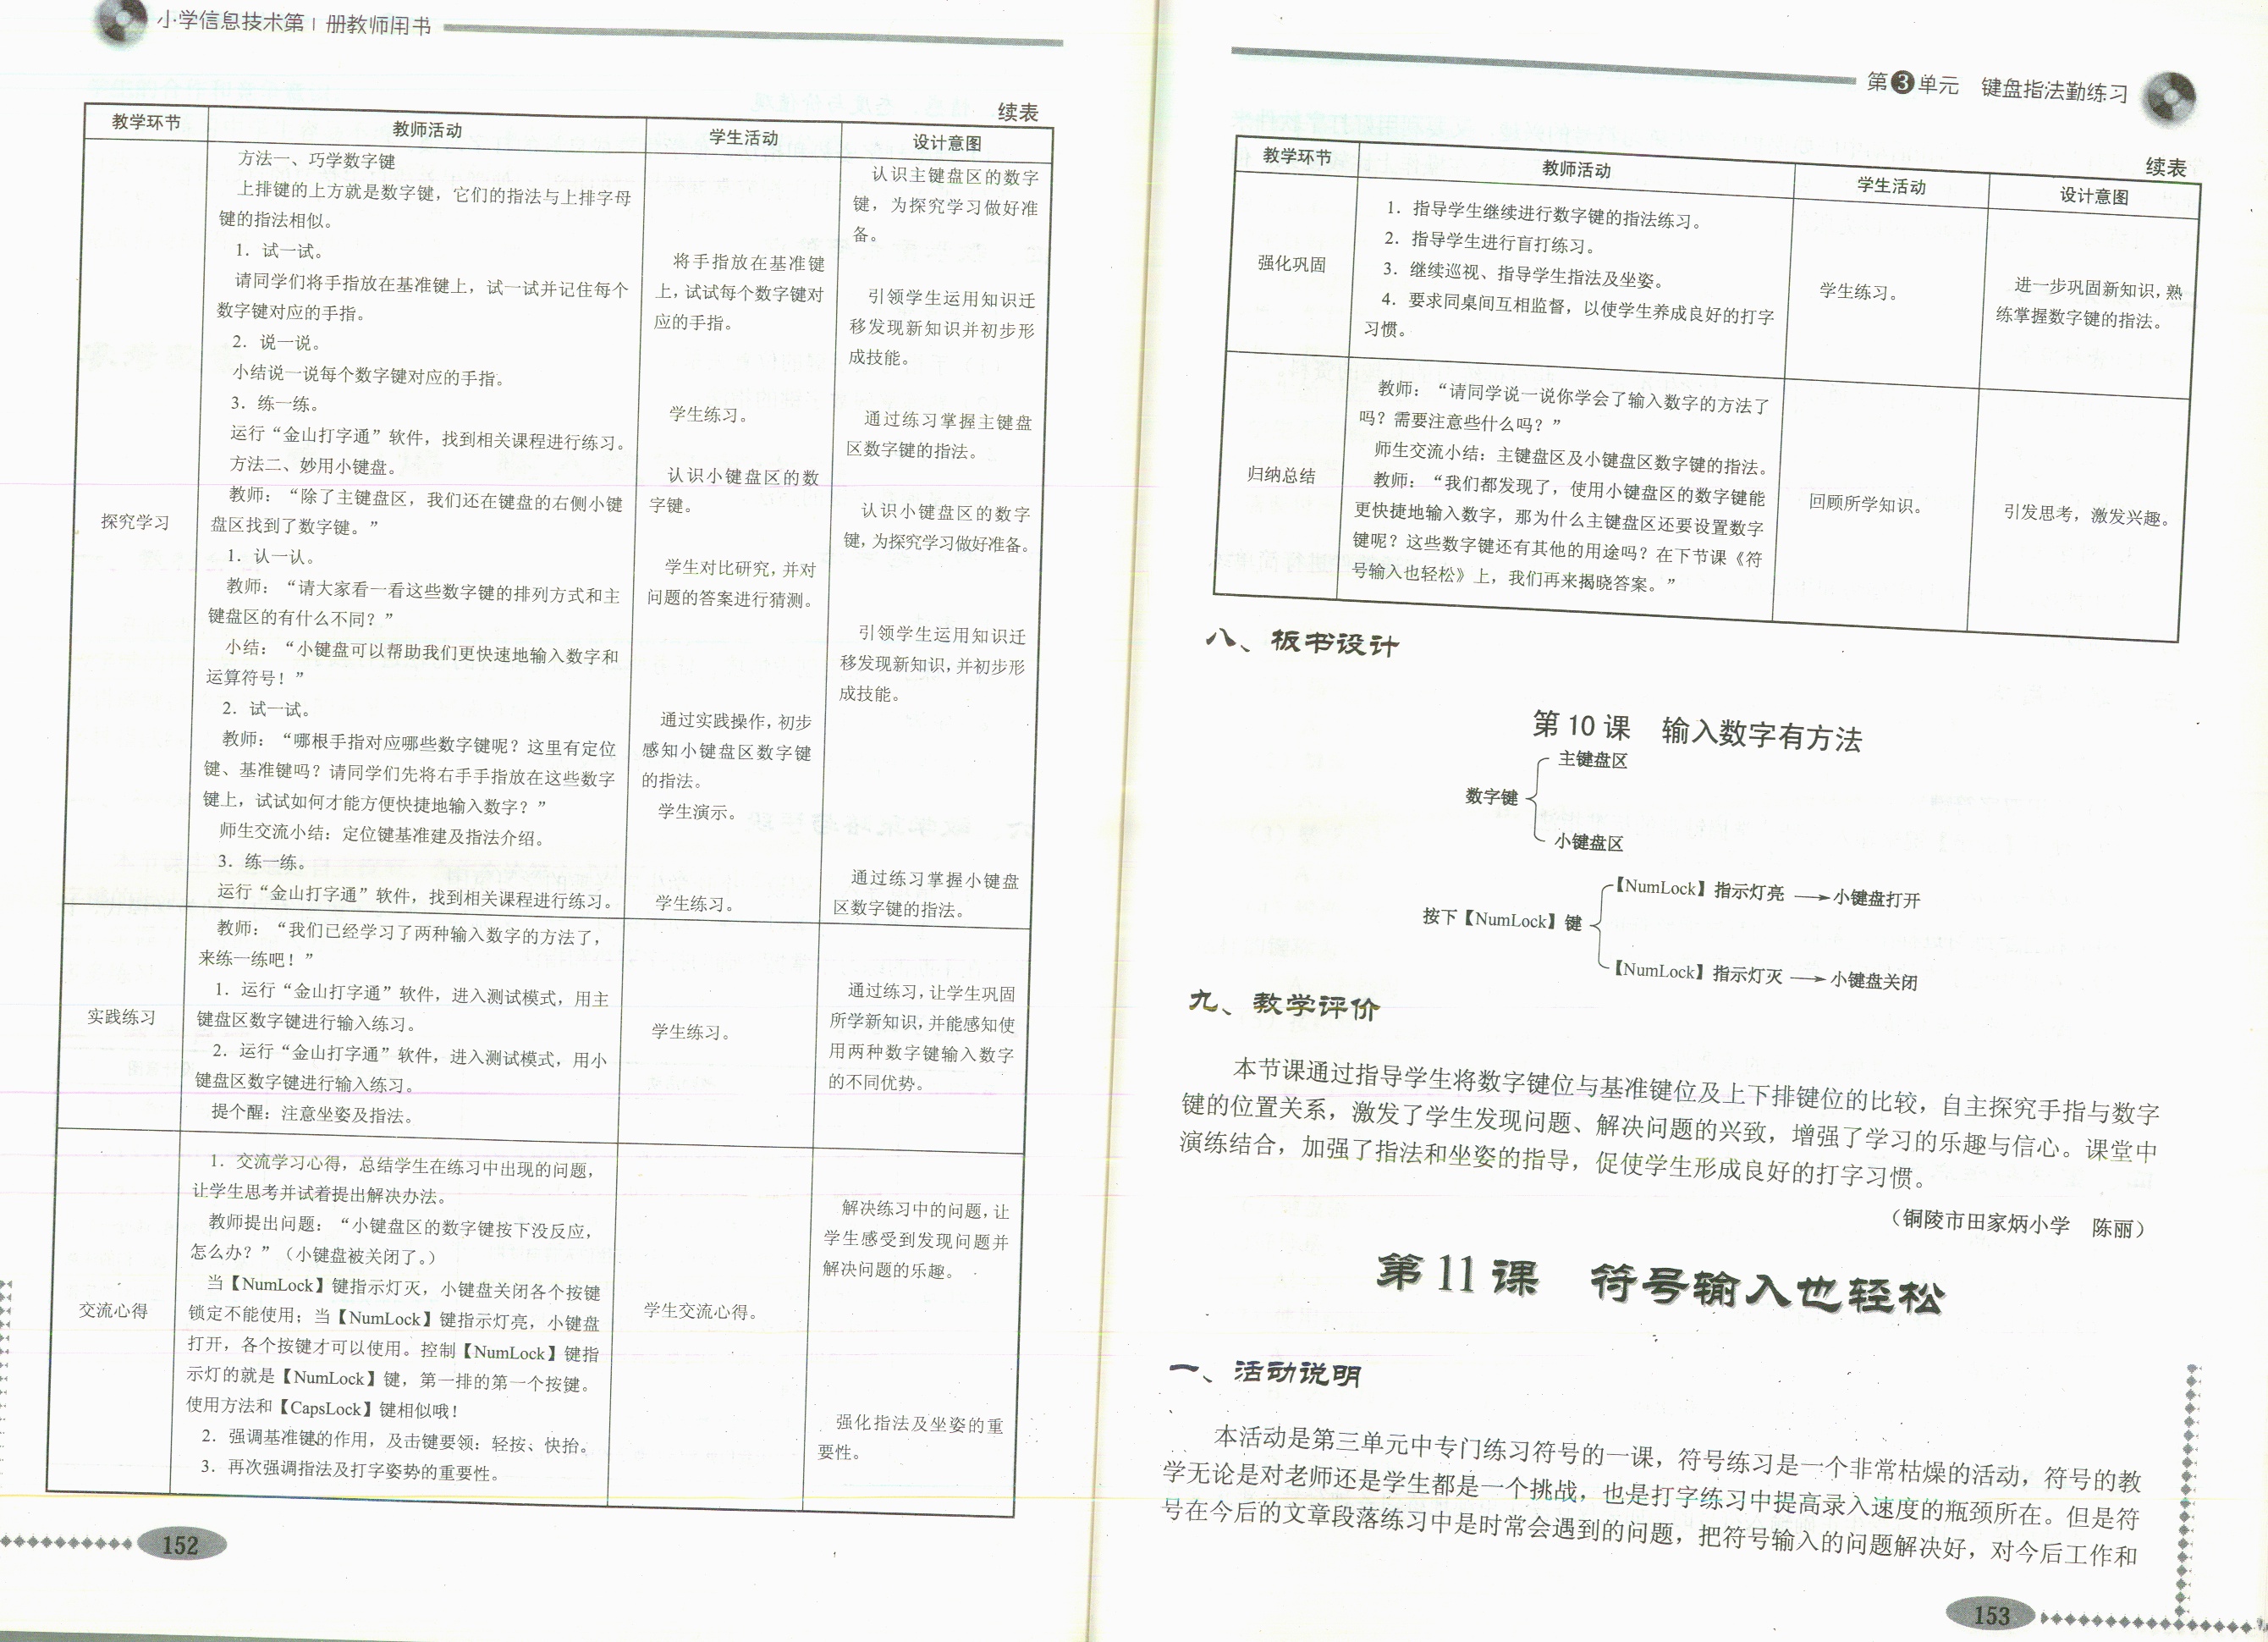 小学信息技术第1册教师用书
续表
教学环节
教师活动
学生活动
设计意图
探究学习
方法一、巧学数字键
上排键的上方就是数字键，它们的指法与上排字母
键的指法相似。
1．试一试。
请同学们将手指放在基准键上，试一试并记住每个
数字键对应的手指。
2．说一说。
小结说一说每个数字键对应的手指。
3．练一练。
运行“金山打字通”软件，找到相关课程进行练习。
方法二、妙用小键盘。
教师：“除了主键盘区，我们还在键盘的右侧小键
盘区找到了数字键。”
1．认一认。
教师：“请大家看一看这些数字键的排列方式和主
键盘区的有什么不同？”
小结：“小键盘可以帮助我们更快速地输入数字和
运算符号！”
2．试一试。
教师：“哪根手指对应哪些数字键呢？这里有定位
键、基准键吗？请同学们先将右手手指放在这些数字
键上，试试如何才能方便快捷地输入数字？”
师生交流小结：定位键基准建及指法介绍。
3．练一练。
运行“金山打字通”软件，找到相关课程进行练习。
将手指放在基准键
上，试试每个数字键对
应的手指。
学生练习。
认识小键盘区的数
字键。
学生对比研究，并对
问题的答案进行猜测。
通过实践操作，初步
感知小键盘区数字键
的指法。
学生演示。
学生练习。
认识主键盘区的数字
键，为探究学习做好准
备。
引领学生运用知识迁
移发现新知识并初步形
成技能。
通过练习掌握主键盘
区数字键的指法。
认识小键盘区的数字
键，为探究学习做好准备。
引领学生运用知识迁
移发现新知识，并初步形
成技能。
通过练习掌握小键盘
区数字键的指法。
实践练习
教师：“我们已经学习了两种输入数字的方法了，
来练一练吧！”
1．运行“金山打字通”软件，进入测试模式，用主
键盘区数字键进行输入练习。
2．运行“金山打字通”软件，进入测试模式，用小
键盘区数字键进行输入练习。
提个醒：注意坐姿及指法。
学生练习。
通过练习，让学生巩固
所学新知识，并能感知使
用两种数字键输入数字
的不同优势。
交流心得
1．交流学习心得，总结学生在练习中出现的问题，
让学生思考并试着提出解决办法。
教师提出问题：“小键盘区的数字键按下没反应，
怎么办？”（小键盘被关闭了。）
当【NumLock】键指示灯灭，小键盘关闭各个按键
锁定不能使用；当【NumLock】键指示灯亮，小键盘
打开，各个按键才可以使用。控制【NumLock】键指
示灯的就是【NumLock】键，第一排的第一个按键。
使用方法和【CapsLock】键相似哦！
2．强调基准键的作用，及击键要领：轻按、快抬。
3．再次强调指法及打字姿势的重要性。
学生交流心得。
解决练习中的问题，让
学生感受到发现问题并
解决问题的乐趣。
强化指法及坐姿的重
要性。
152
第3单元 键盘指法勤练习
续表
教学环节
教师活动
学生活动
设计意图
强化巩固
1．指导学生继续进行数字键的指法练习。
2．指导学生进行盲打练习。
3．继续巡视、指导学生指法及坐姿。
4．要求同桌间互相监督，以使学生养成良好的打字
习惯。
学生练习。
进一步巩固新知识，熟
练掌握数字键的指法。
归纳总结
教师：“请同学说一说你学会了输入数字的方法了
吗？需要注意些什么吗？”
师生交流小结：主键盘区及小键盘区数字键的指法。
教师：“我们都发现了，使用小键盘区的数字键能
更快捷地输入数字，那为什么主键盘区还要设置数字
键呢？这些数字键还有其他的用途吗？在下节课《符
号输入也轻松》上，我们再来揭晓答案。”
回顾所学知识。
引发思考，激发兴趣。
八、板书设计
第10课 输入数字有方法
主键盘区
数字键
小键盘区
【NumLock】指示灯亮→小键盘打开
按下【NumLock】键
【NumLock】指示灯灭→小键盘关闭
九、教学评价
本节课通过指导学生将数字键位与基准键位及上下排键位的比较，自主探究手指与数字
键的位置关系，激发了学生发现问题、解决问题的兴致，增强了学习的乐趣与信心。课堂中
演练结合，加强了指法和坐姿的指导，促使学生形成良好的打字习惯。
（铜陵市田家炳小学 陈丽）
第11课 符号输入也轻松
一、活动说明
本活动是第三单元中专门练习符号的一课，符号练习是一个非常枯燥的活动，符号的教
学无论是对老师还是学生都是一个挑战，也是打字练习中提高录入速度的瓶颈所在。但是符
号在今后的文章段落练习中是时常会遇到的问题，把符号输入的问题解决好，对今后工作和
153